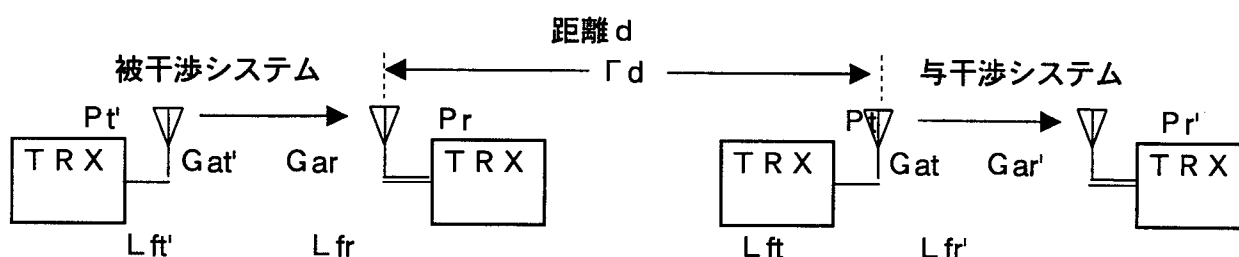 距離 d
被干渉システム
Γd
与干渉システム
Pt'
Pr
Pt
Pr'
TRX
Gat'
Gar
TRX
TRX
Gat
Gar'
TRX
Lft'
Lfr
Lft
Lfr'